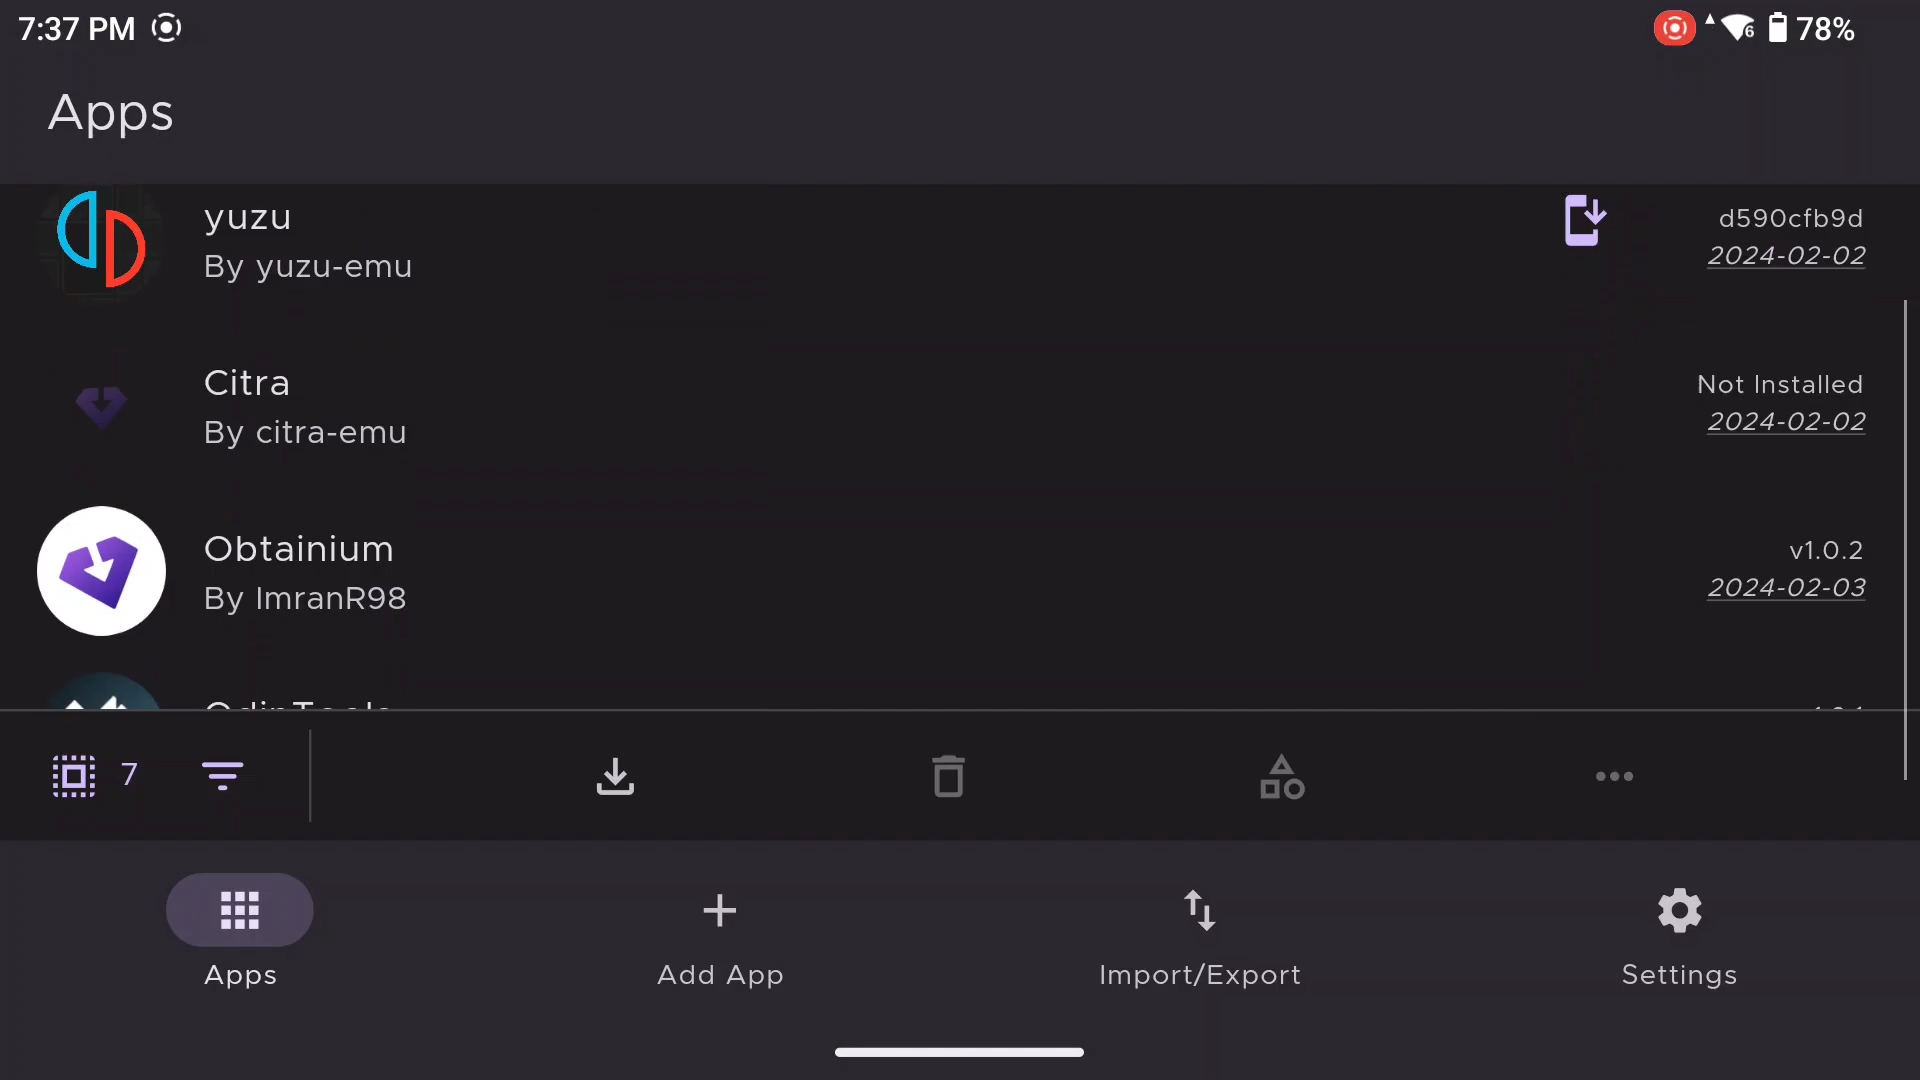 7:37 PM
6
78%
Apps
yuzu
d590cfb9d
By yuzu-emu
2024-02-02
Citra
Not Installed
By citra-emu
2024-02-02
Obtainium
v1.0.2
By ImranR98
2024-02-03
OdinTools
7
Apps
Add App
Import/Export
Settings